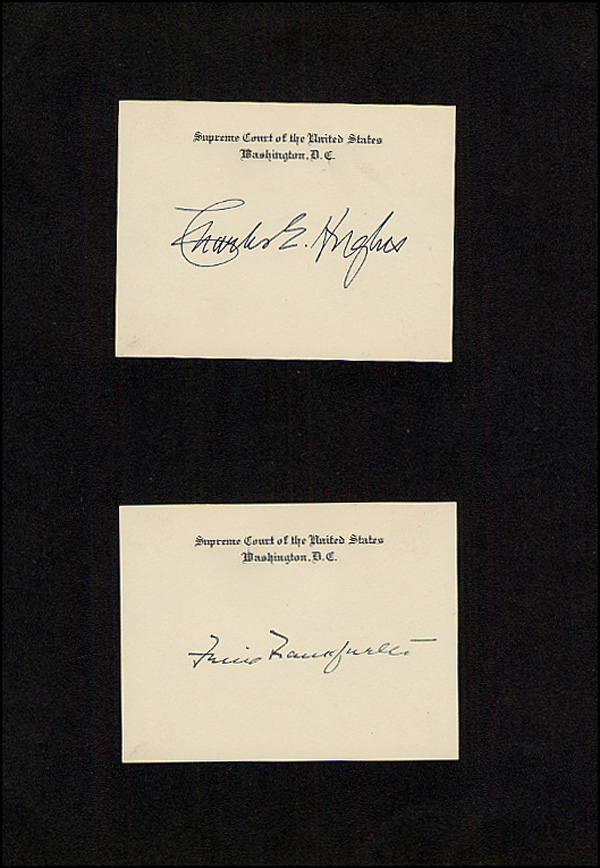 Supreme Court of the United States
Washington, D.C.
Charles E. Hughes
Supreme Court of the United States
Washington, D.C.
Felix Frankfurter